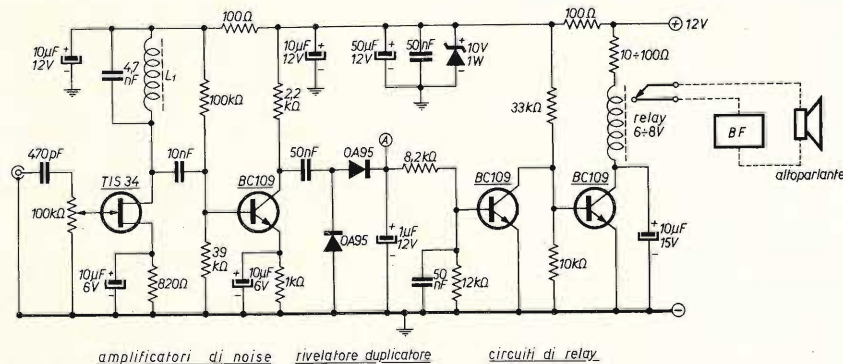 100Ω
100Ω
+ 12V
10µF
12V
+
-
4,7
nF
L1
100kΩ
2,2
kΩ
10µF
12V
+
-
50µF
12V
+
-
50nF
10V
1W
33kΩ
10÷100Ω
relay
6÷8V
BF
altoparlante
470pF
100kΩ
TIS 34
10nF
BC109
50nF
OA95
A
8,2kΩ
BC109
BC109
10µF
6V
+
-
820Ω
39
kΩ
10µF
6V
+
-
1kΩ
OA95
1µF
12V
+
-
50
nF
12kΩ
10kΩ
10µF
15V
+
-
-
amplificatori di noise rivelatore duplicatore circuiti di relay